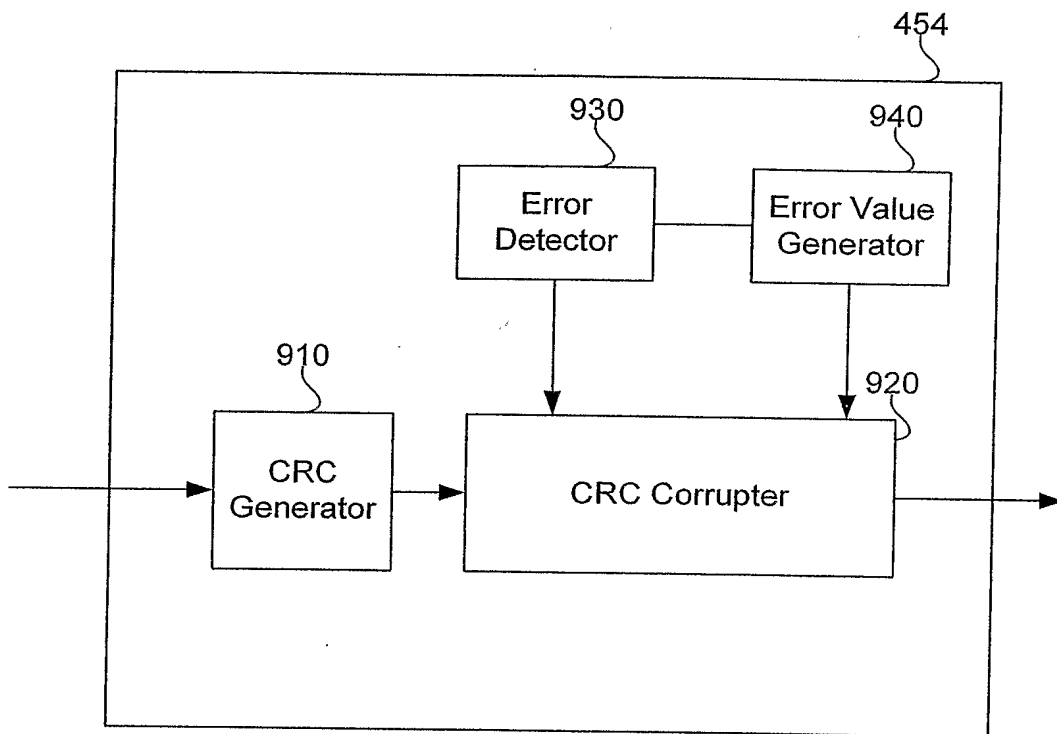 454
930
940
Error
Detector
Error Value
Generator
910
920
CRC
Generator
CRC Corrupter